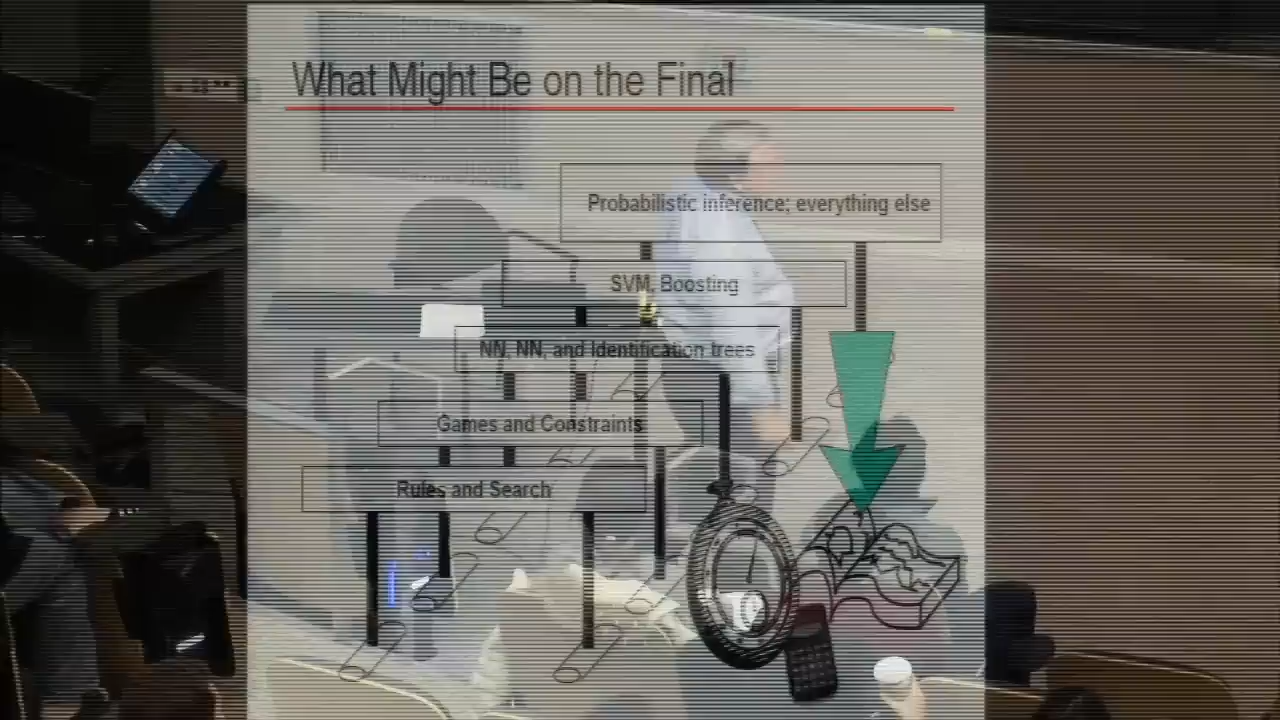 What Might Be on the Final
Probabilistic inference; everything else
SVM, Boosting
NN, NN, and Identification trees
Games and Constraints
Rules and Search